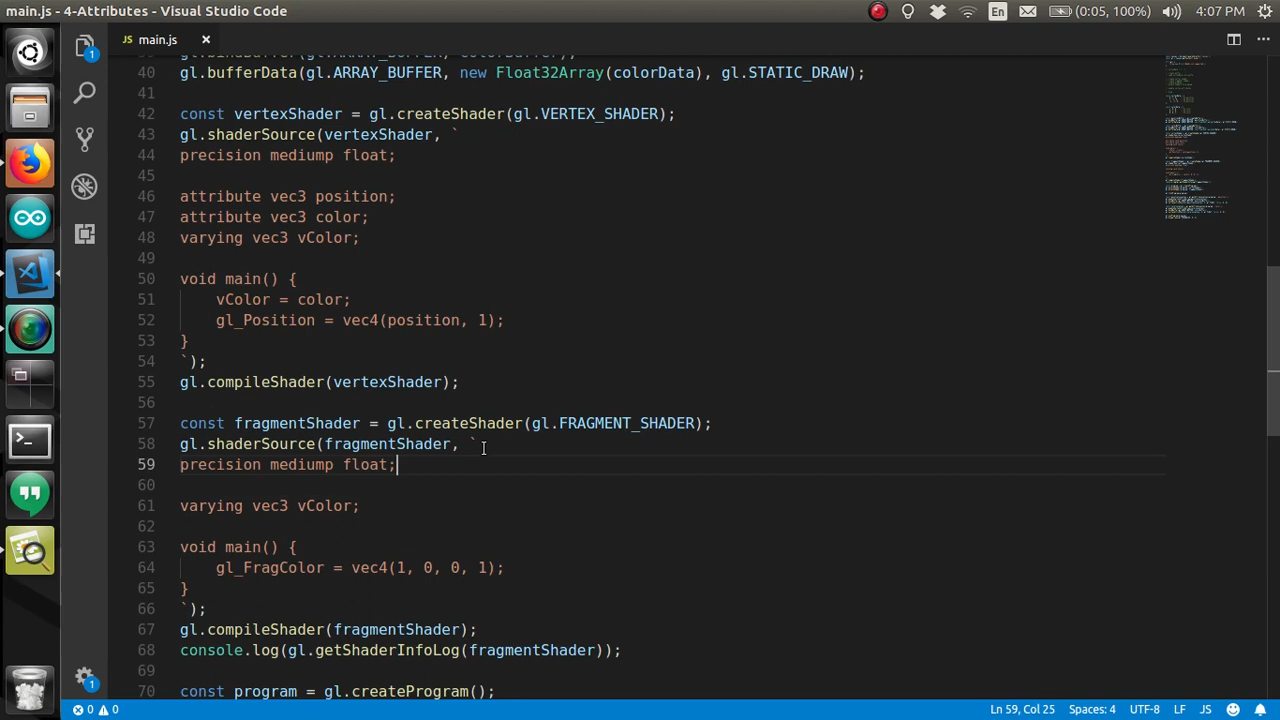 main.js - 4-Attributes - Visual Studio Code
En
(0:05, 100%)
4:07 PM
1
main.js
40 gl.bufferData(gl.ARRAY_BUFFER, new Float32Array(colorData), gl.STATIC_DRAW);
41
42 const vertexShader = gl.createShader(gl.VERTEX_SHADER);
43 gl.shaderSource(vertexShader, `
44 precision mediump float;
45
46 attribute vec3 position;
47 attribute vec3 color;
48 varying vec3 vColor;
49
50 void main() {
51 vColor = color;
52 gl_Position = vec4(position, 1);
53 }
54 `);
55 gl.compileShader(vertexShader);
56
57 const fragmentShader = gl.createShader(gl.FRAGMENT_SHADER);
58 gl.shaderSource(fragmentShader, `
59 precision mediump float;
60
61 varying vec3 vColor;
62
63 void main() {
64 gl_FragColor = vec4(1, 0, 0, 1);
65 }
66 `);
67 gl.compileShader(fragmentShader);
68 console.log(gl.getShaderInfoLog(fragmentShader));
69
70 const program = gl.createProgram();
1
0 0
Ln 59, Col 25
Spaces: 4
UTF-8
LF
JS